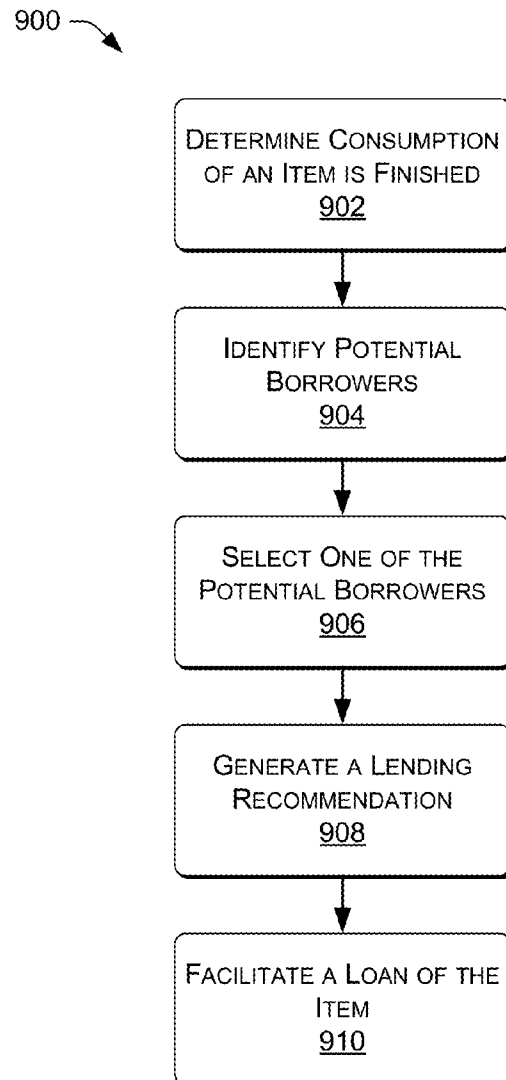 900
DETERMINE CONSUMPTION
OF AN ITEM IS FINISHED
902
IDENTIFY POTENTIAL
BORROWERS
904
SELECT ONE OF THE
POTENTIAL BORROWERS
906
GENERATE A LENDING
RECOMMENDATION
908
FACILITATE A LOAN OF THE
ITEM
910